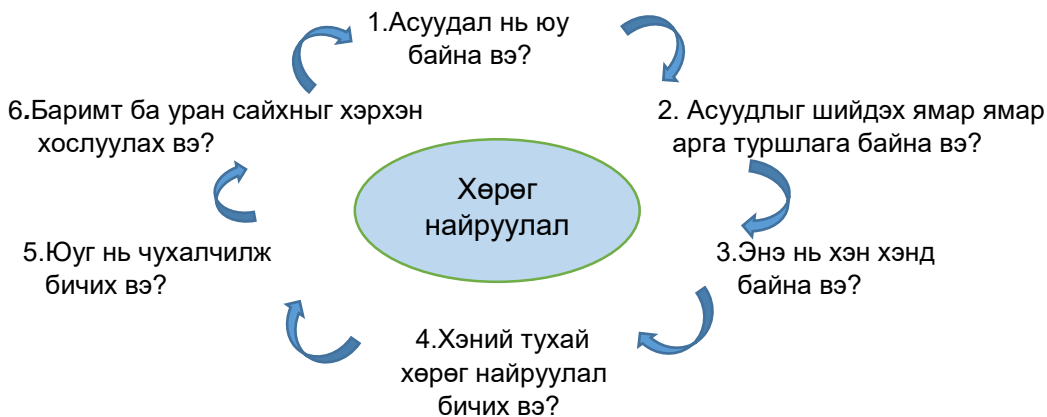 1.Асуудал нь юу
байна вэ?
2. Асуудлыг шийдэх ямар ямар
арга туршлага байна вэ?
3.Энэ нь хэн хэнд
байна вэ?
4.Хэний тухай
хөрөг найруулал
бичих вэ?
5.Юуг нь чухалчилж
бичих вэ?
6.Баримт ба уран сайхныг хэрхэн
хослуулах вэ?
Хөрөг
найруулал